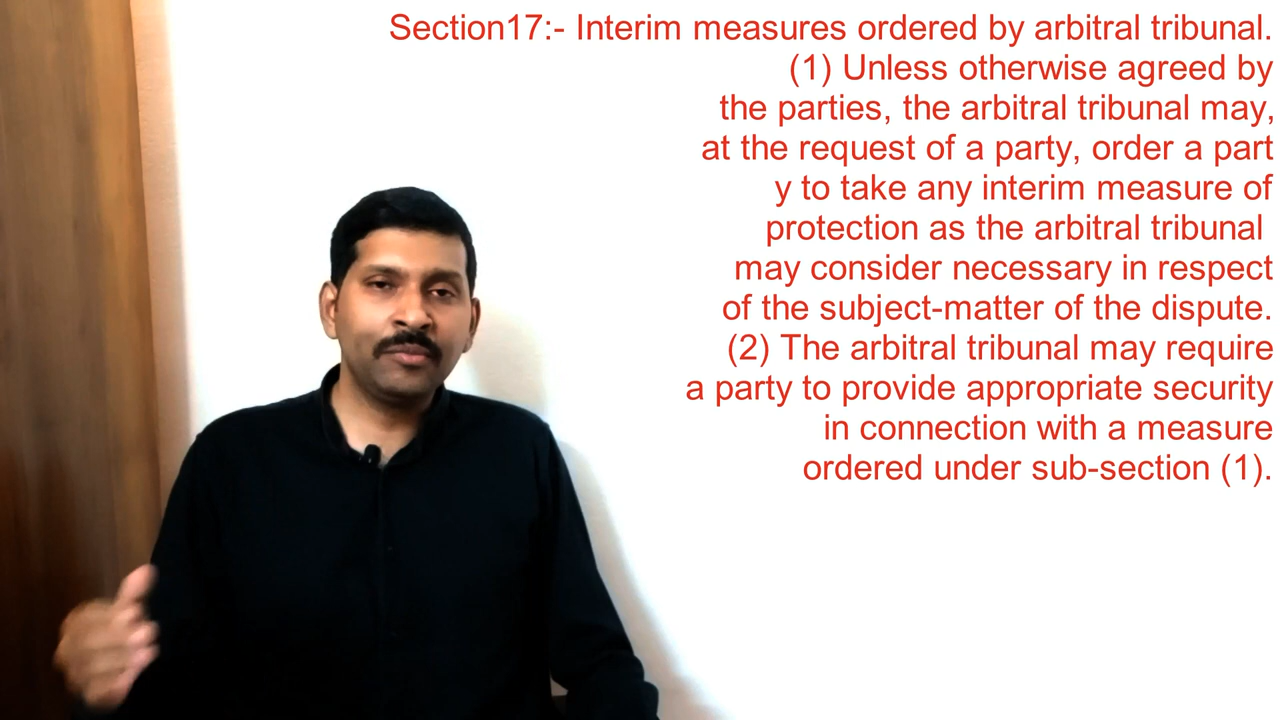 Section17:- Interim measures ordered by arbitral tribunal.
(1) Unless otherwise agreed by
the parties, the arbitral tribunal may,
at the request of a party, order a part
y to take any interim measure of
protection as the arbitral tribunal
may consider necessary in respect
of the subject-matter of the dispute.
(2) The arbitral tribunal may require
a party to provide appropriate security
in connection with a measure
ordered under sub-section (1).